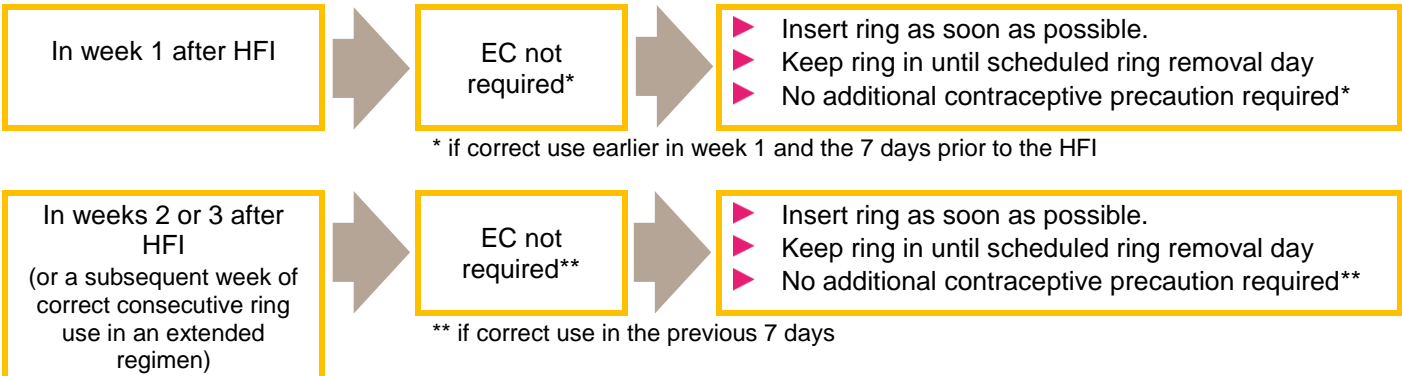 In week 1 after HFI
EC not
required*
Insert ring as soon as possible.
Keep ring in until scheduled ring removal day
No additional contraceptive precaution required*
* if correct use earlier in week 1 and the 7 days prior to the HFI
In weeks 2 or 3 after
HFI
(or a subsequent week of
correct consecutive ring
use in an extended
regimen)
EC not
required**
Insert ring as soon as possible.
Keep ring in until scheduled ring removal day
No additional contraceptive precaution required**
** if correct use in the previous 7 days